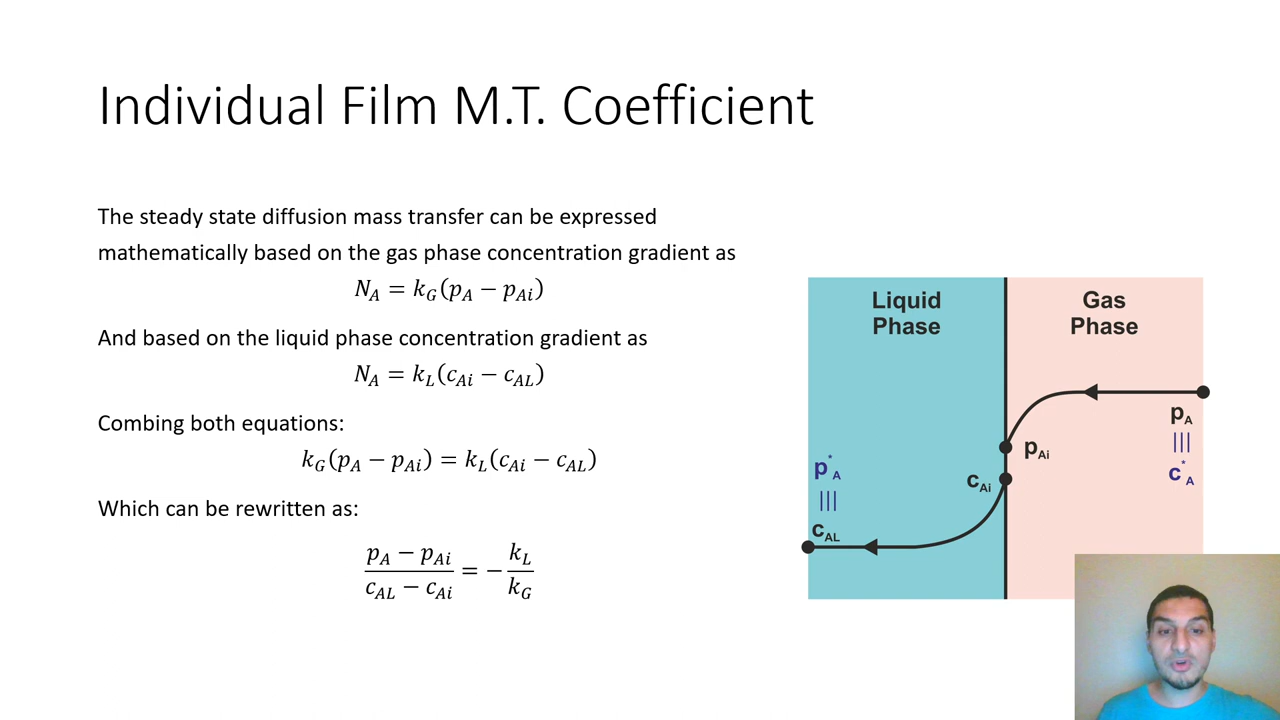 Individual Film M.T. Coefficient
The steady state diffusion mass transfer can be expressed
mathematically based on the gas phase concentration gradient as
N_A = k_G(p_A − p_Ai)
And based on the liquid phase concentration gradient as
N_A = k_L(c_Ai − c_AL)
Combing both equations:
k_G(p_A − p_Ai) = k_L(c_Ai − c_AL)
Which can be rewritten as:
(p_A − p_Ai)/(c_AL − c_Ai) = −k_L/k_G
Liquid
Phase
Gas
Phase
p_A
|||
c*_A
p_Ai
c_Ai
p*_A
|||
c_AL